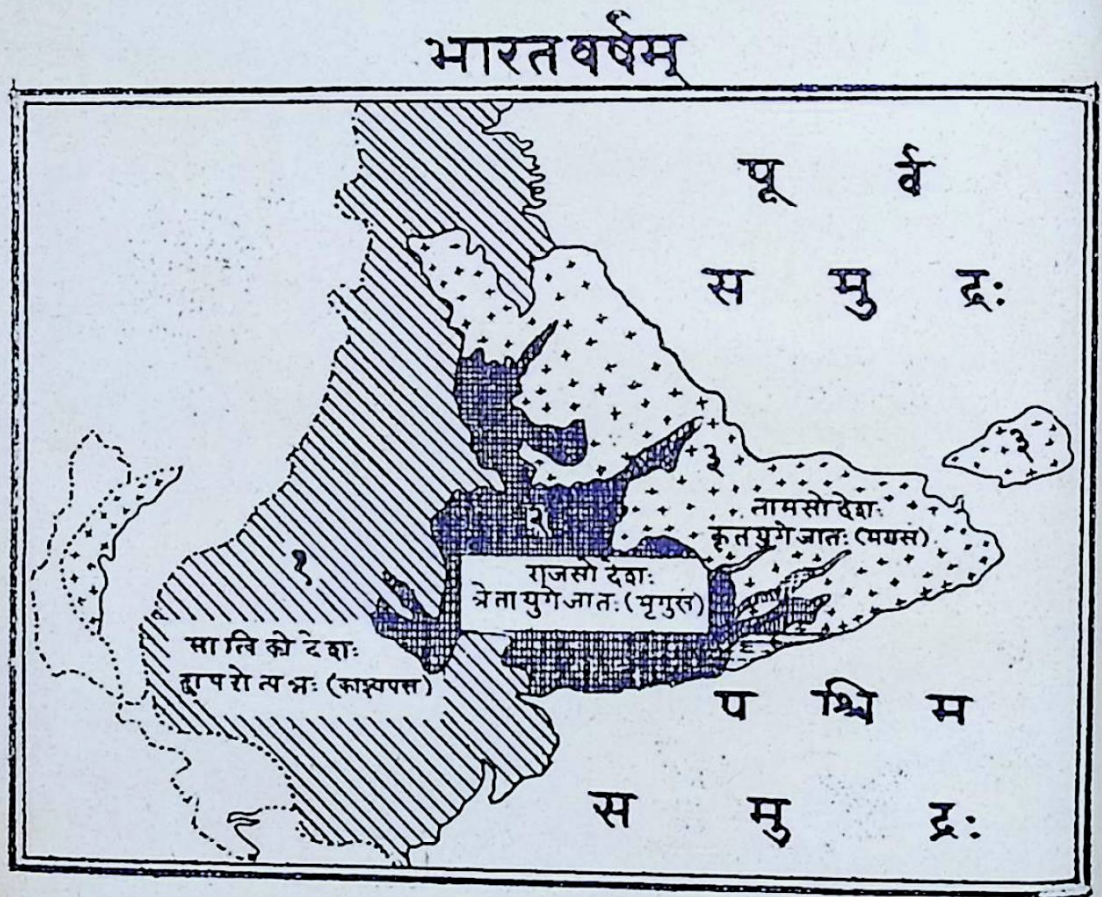 भारतवर्षम्
पू र्व
स मु द्रः
३
३
तामसो देशः
कृतयुगे जातः (मयस)
२
१
राजसो देशः
त्रेतायुगे जातः (भृगुस)
सात्विको देशः
द्वापरोत्पन्नः (काश्यपस)
प श्चि म
स मु द्रः